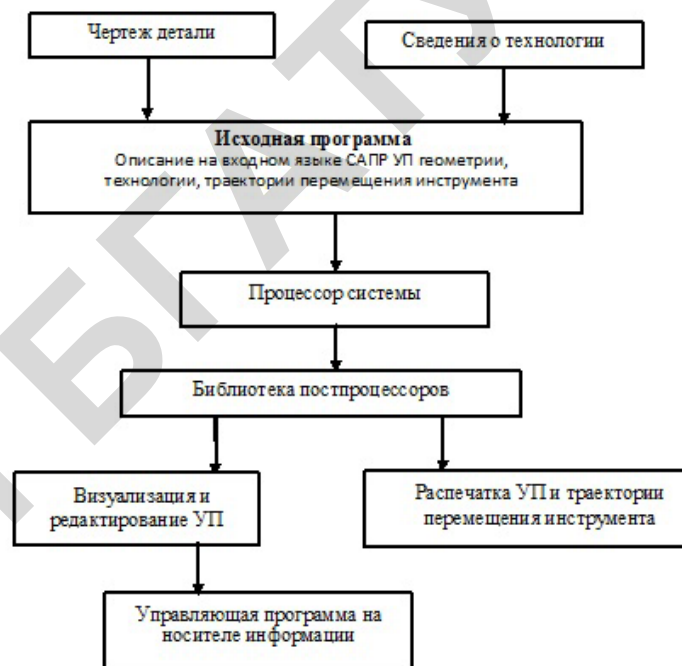 Чертеж детали
Сведения о технологии
Исходная программа
Описание на входном языке САПР УП геометрии,
технологии, траектории перемещения инструмента
Процессор системы
Библиотека постпроцессоров
Визуализация и
редактирование УП
Распечатка УП и траектории
перемещения инструмента
Управляющая программа на
носителе информации
БГАТУ